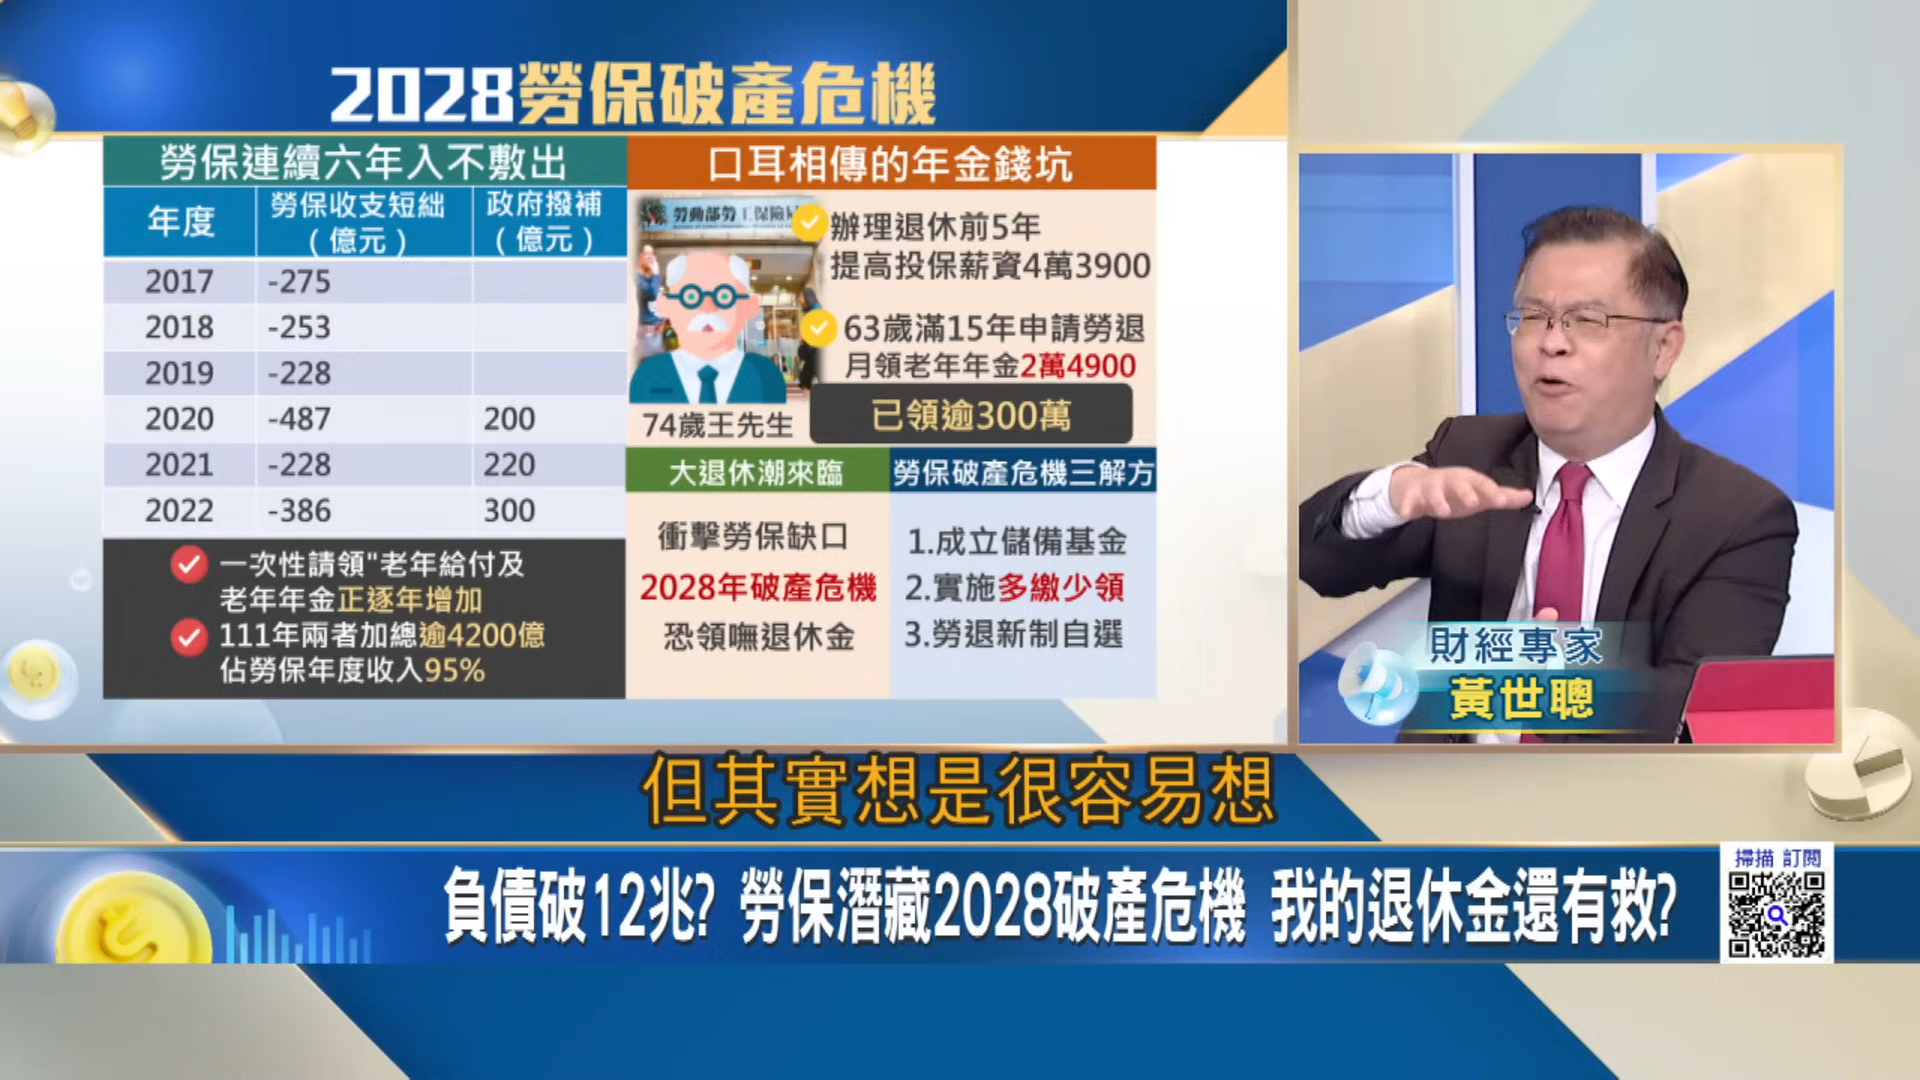 2028勞保破產危機
勞保連續六年入不敷出
年度 勞保收支短絀（億元） 政府撥補（億元）
2017 -275
2018 -253
2019 -228
2020 -487 200
2021 -228 220
2022 -386 300
一次性請領"老年給付及
老年年金正逐年增加
111年兩者加總逾4200億
佔勞保年度收入95%
口耳相傳的年金錢坑
勞動部勞工保險局
辦理退休前5年
提高投保薪資4萬3900
63歲滿15年申請勞退
月領老年年金2萬4900
已領逾300萬
74歲王先生
大退休潮來臨
衝擊勞保缺口
2028年破產危機
恐領嘸退休金
勞保破產危機三解方
1.成立儲備基金
2.實施多繳少領
3.勞退新制自選
財經專家
黃世聰
但其實想是很容易想
負債破12兆? 勞保潛藏2028破產危機 我的退休金還有救?
掃描 訂閱